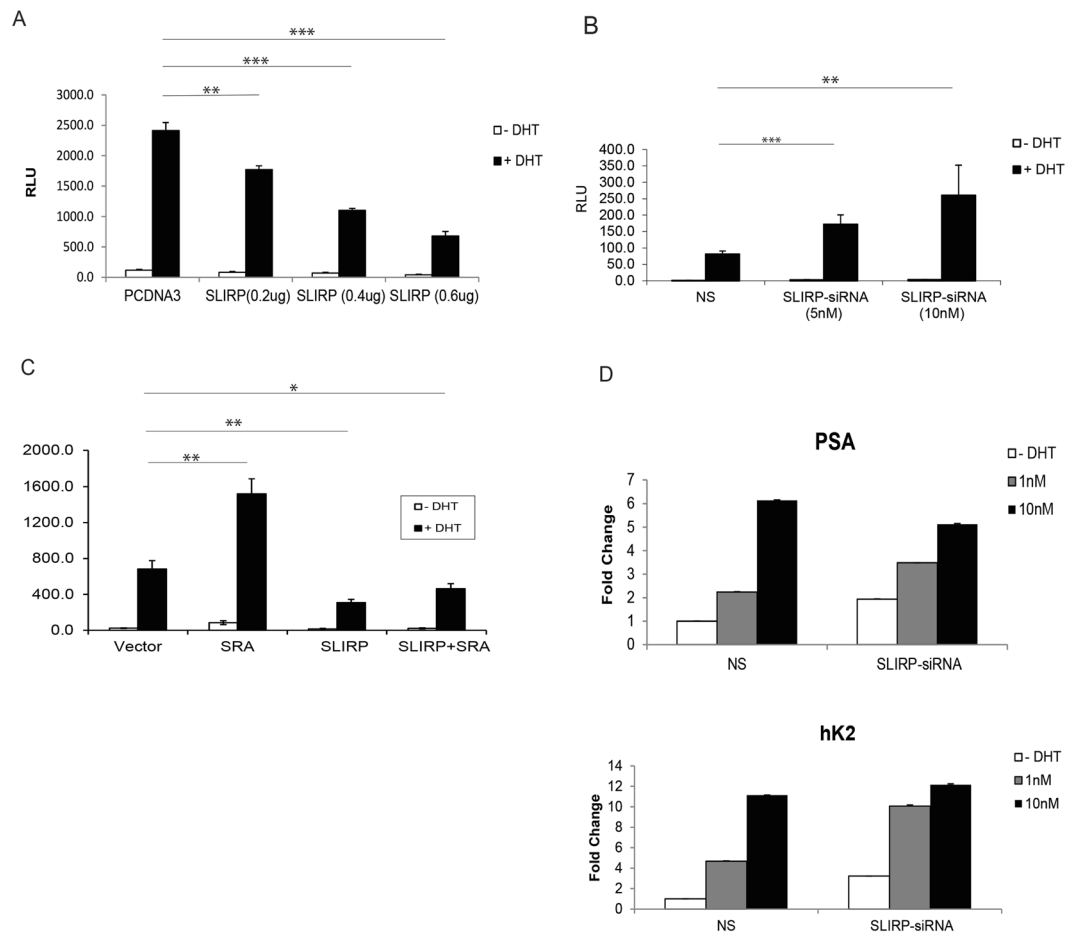 A
***
***
**
3000.0
2500.0
2000.0
1500.0
1000.0
500.0
0.0
RLU
- DHT
+ DHT
PCDNA3 SLIRP(0.2ug) SLIRP (0.4ug) SLIRP (0.6ug)
B
**
***
400.0
350.0
300.0
250.0
200.0
150.0
100.0
50.0
0.0
RLU
- DHT
+ DHT
NS SLIRP-siRNA SLIRP-siRNA
(5nM) (10nM)
C
*
**
**
2000.0
1600.0
1200.0
800.0
400.0
0.0
- DHT
+ DHT
Vector SRA SLIRP SLIRP+SRA
D
PSA
- DHT
1nM
10nM
7
6
5
4
3
2
1
0
Fold Change
NS SLIRP-siRNA
hK2
- DHT
1nM
10nM
14
12
10
8
6
4
2
0
Fold Change
NS SLIRP-siRNA